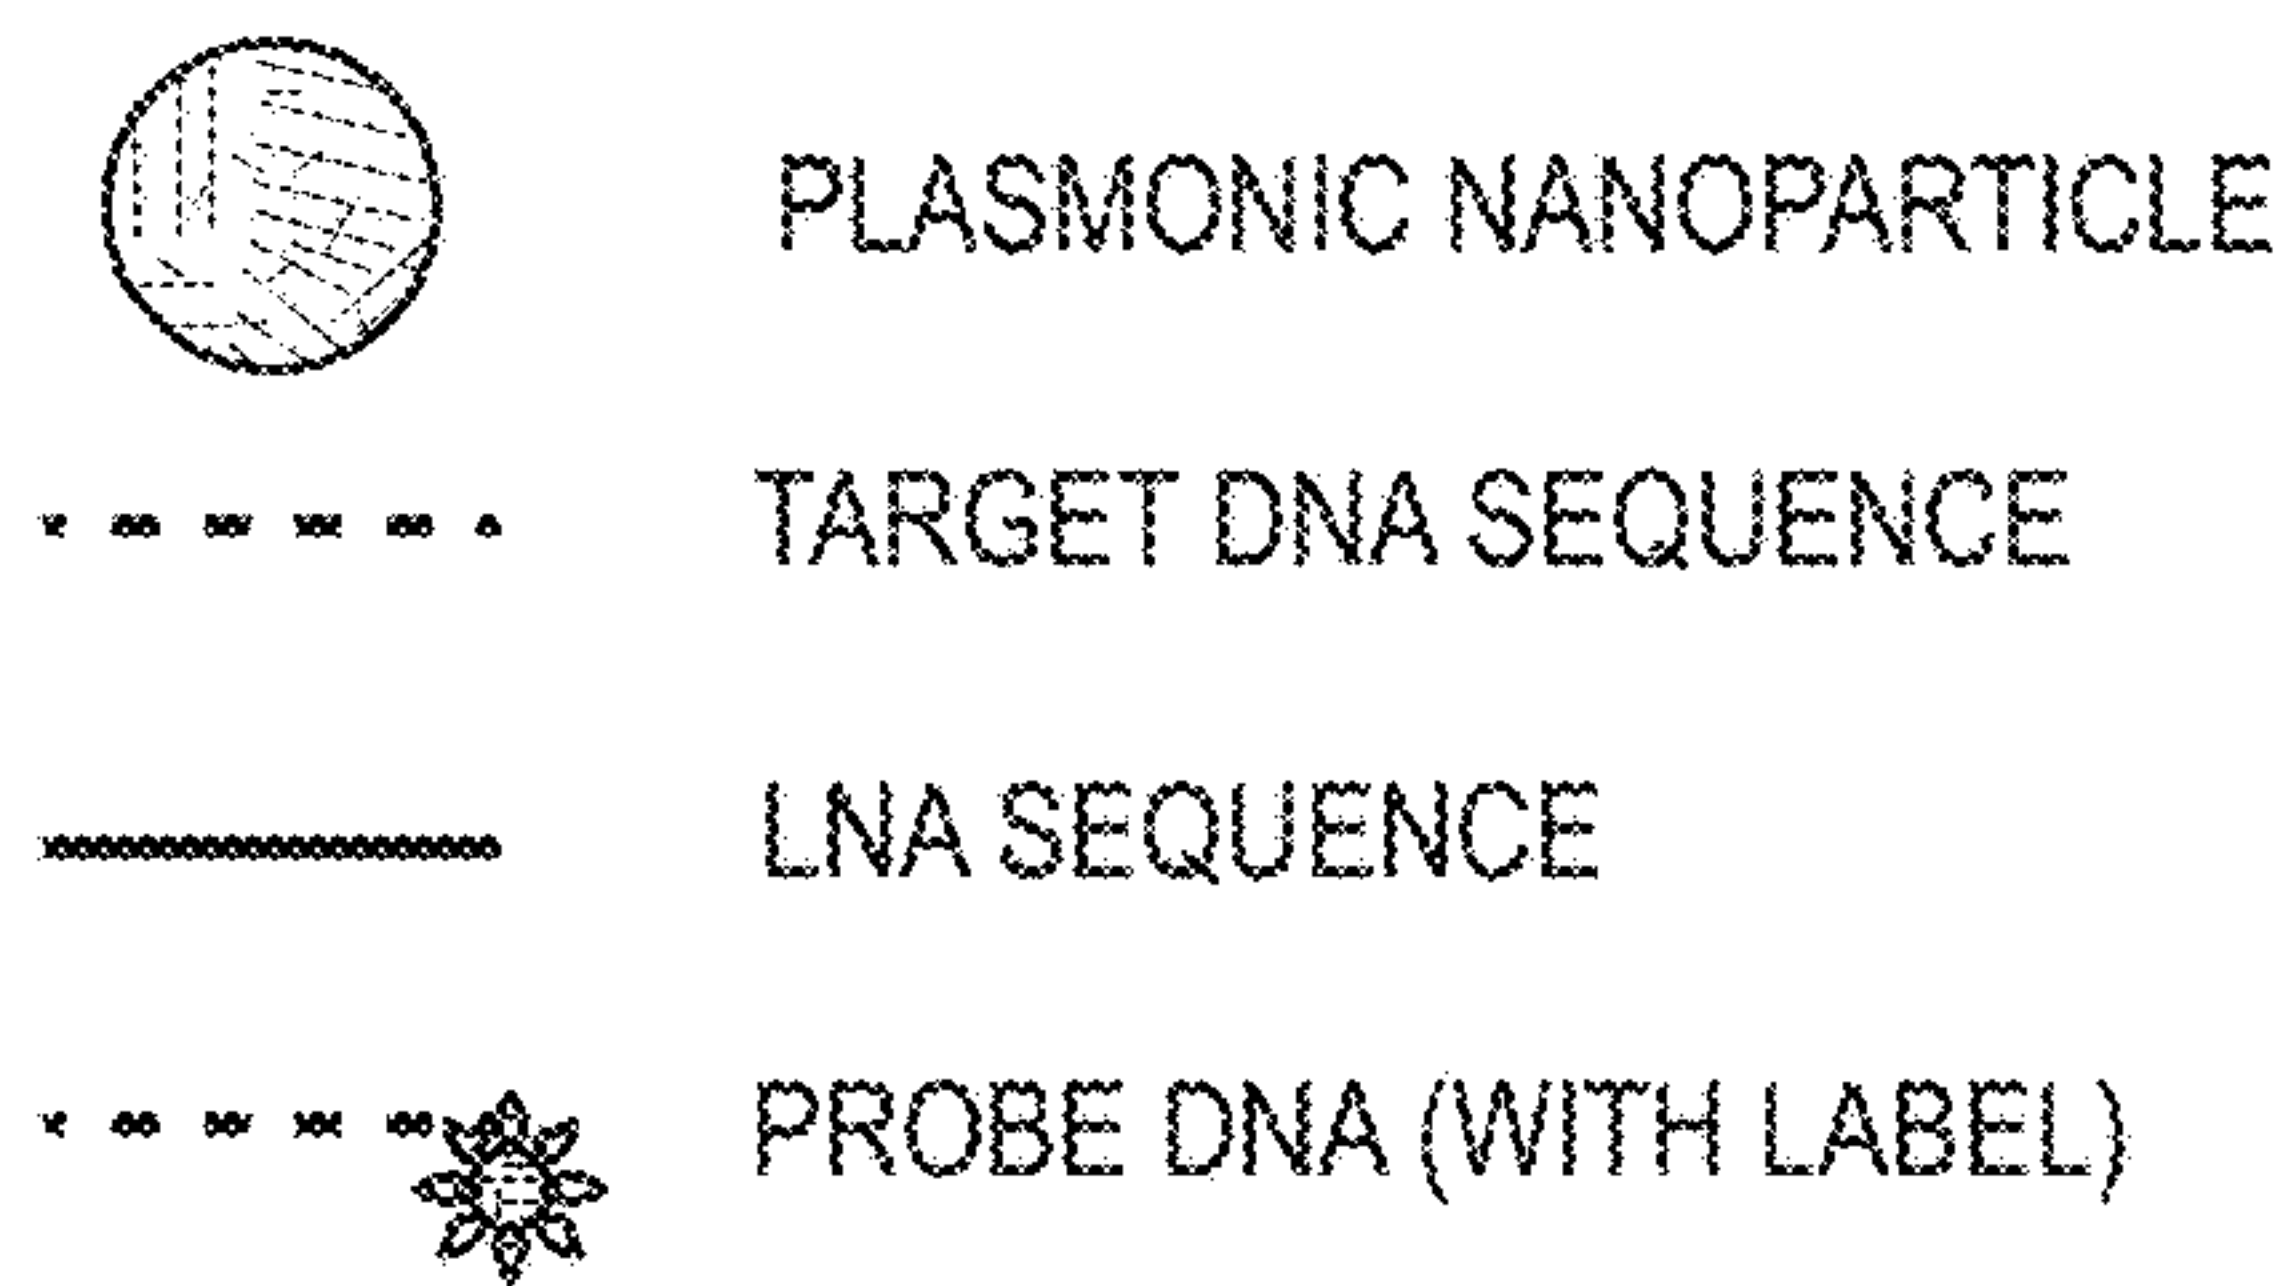 PLASMONIC NANOPARTICLE
TARGET DNA SEQUENCE
LNA SEQUENCE
PROBE DNA (WITH LABEL)